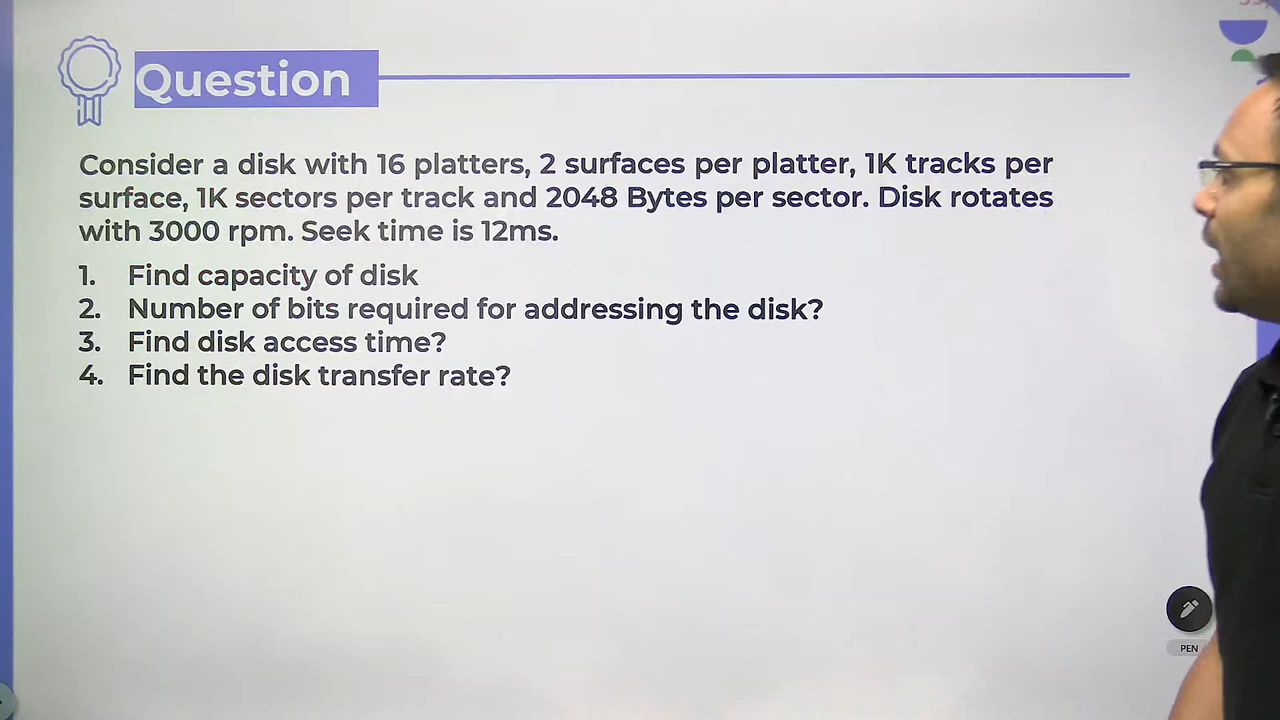 Question
Consider a disk with 16 platters, 2 surfaces per platter, 1K tracks per
surface, 1K sectors per track and 2048 Bytes per sector. Disk rotates
with 3000 rpm. Seek time is 12ms.
1. Find capacity of disk
2. Number of bits required for addressing the disk?
3. Find disk access time?
4. Find the disk transfer rate?
PEN